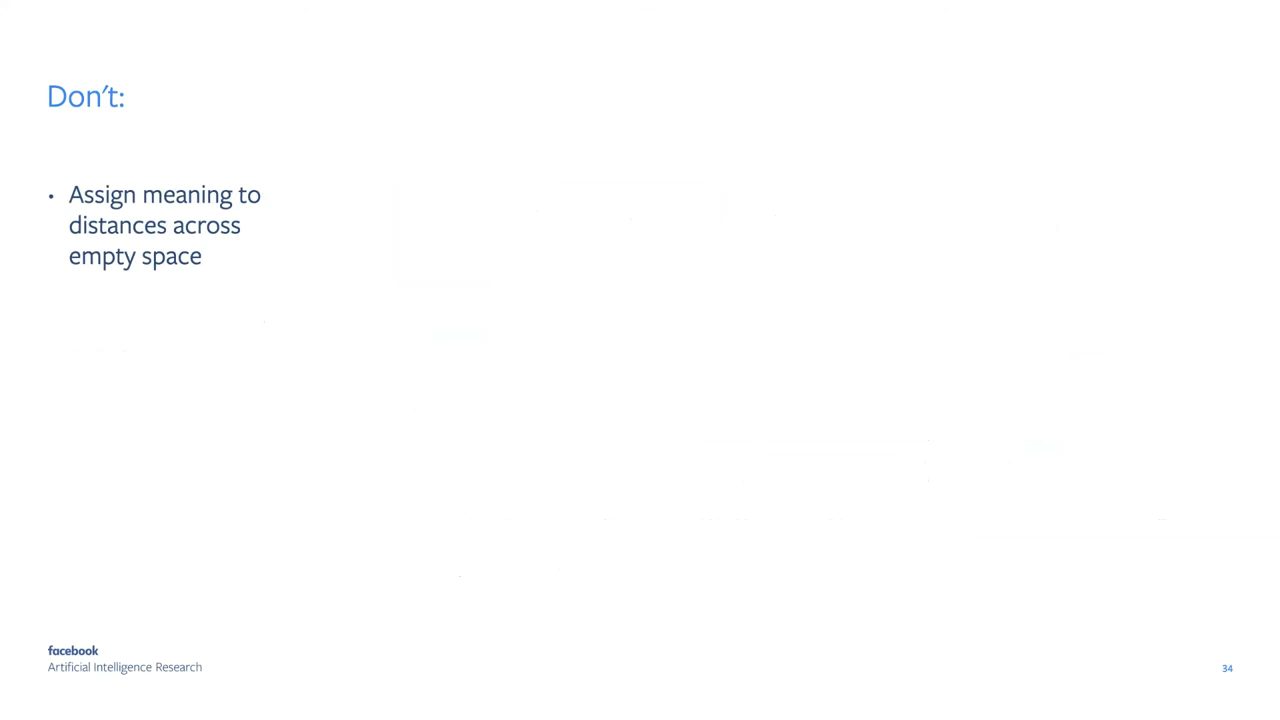 Don't:
• Assign meaning to
distances across
empty space
facebook
Artificial Intelligence Research
34